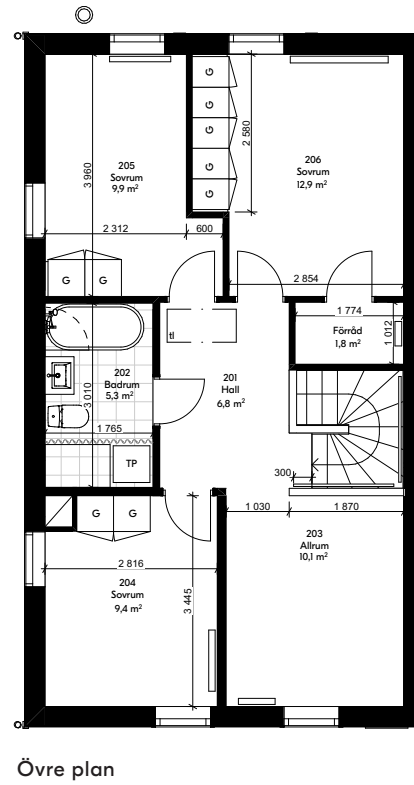 G
G
G
G
G
2 580
205
Sovrum
9,9 m²
3 960
206
Sovrum
12,9 m²
2 312
600
G
G
2 854
1 774
Förråd
1,8 m²
1 012
tl
202
Badrum
5,3 m²
3 010
201
Hall
6,8 m²
1 765
TP
300
G
G
1 030
1 870
203
Allrum
10,1 m²
2 816
204
Sovrum
9,4 m²
3 445
Övre plan